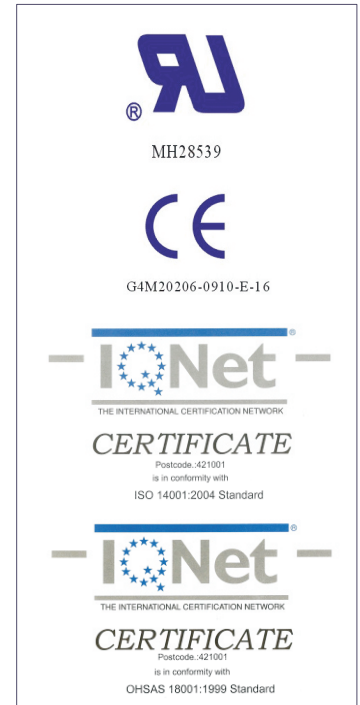 ®
MH28539
CE
G4M20206-0910-E-16
®
IQNet
THE INTERNATIONAL CERTIFICATION NETWORK
CERTIFICATE
Postcode.:421001
is in conformity with
ISO 14001:2004 Standard
®
IQNet
THE INTERNATIONAL CERTIFICATION NETWORK
CERTIFICATE
Postcode.:421001
is in conformity with
OHSAS 18001:1999 Standard